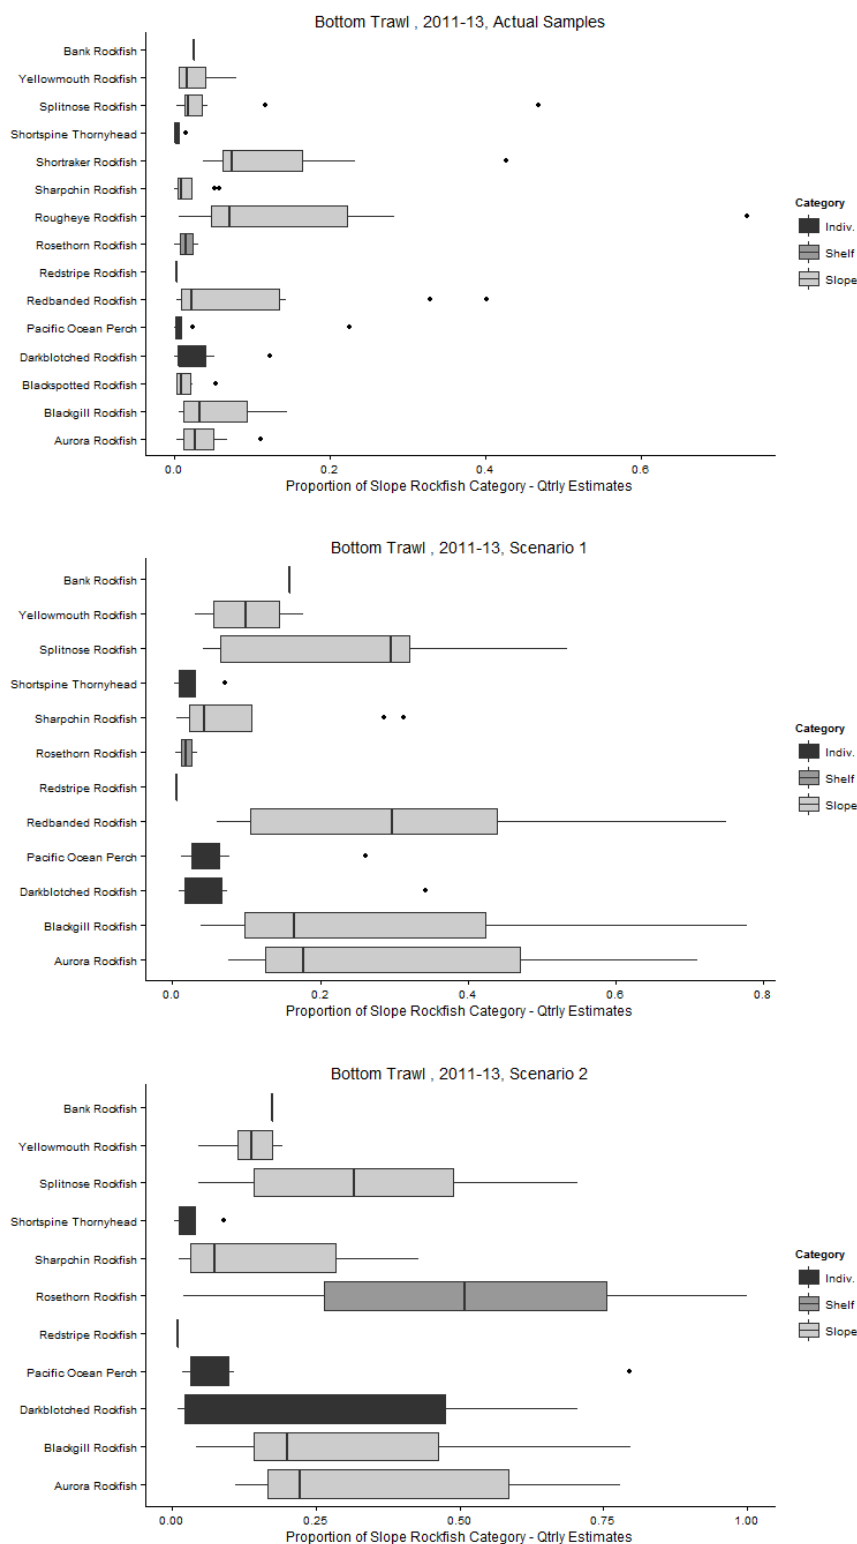 Bottom Trawl , 2011-13, Actual Samples
Bank Rockfish
Yellowmouth Rockfish
Splitnose Rockfish
Shortspine Thornyhead
Shortraker Rockfish
Sharpchin Rockfish
Rougheye Rockfish
Rosethorn Rockfish
Redstripe Rockfish
Redbanded Rockfish
Pacific Ocean Perch
Darkblotched Rockfish
Blackspotted Rockfish
Blackgill Rockfish
Aurora Rockfish
0.0 0.2 0.4 0.6
Proportion of Slope Rockfish Category - Qtrly Estimates
Category
Indiv.
Shelf
Slope
Bottom Trawl , 2011-13, Scenario 1
Bank Rockfish
Yellowmouth Rockfish
Splitnose Rockfish
Shortspine Thornyhead
Sharpchin Rockfish
Rosethorn Rockfish
Redstripe Rockfish
Redbanded Rockfish
Pacific Ocean Perch
Darkblotched Rockfish
Blackgill Rockfish
Aurora Rockfish
0.0 0.2 0.4 0.6 0.8
Proportion of Slope Rockfish Category - Qtrly Estimates
Category
Indiv.
Shelf
Slope
Bottom Trawl , 2011-13, Scenario 2
Bank Rockfish
Yellowmouth Rockfish
Splitnose Rockfish
Shortspine Thornyhead
Sharpchin Rockfish
Rosethorn Rockfish
Redstripe Rockfish
Pacific Ocean Perch
Darkblotched Rockfish
Blackgill Rockfish
Aurora Rockfish
0.00 0.25 0.50 0.75 1.00
Proportion of Slope Rockfish Category - Qtrly Estimates
Category
Indiv.
Shelf
Slope